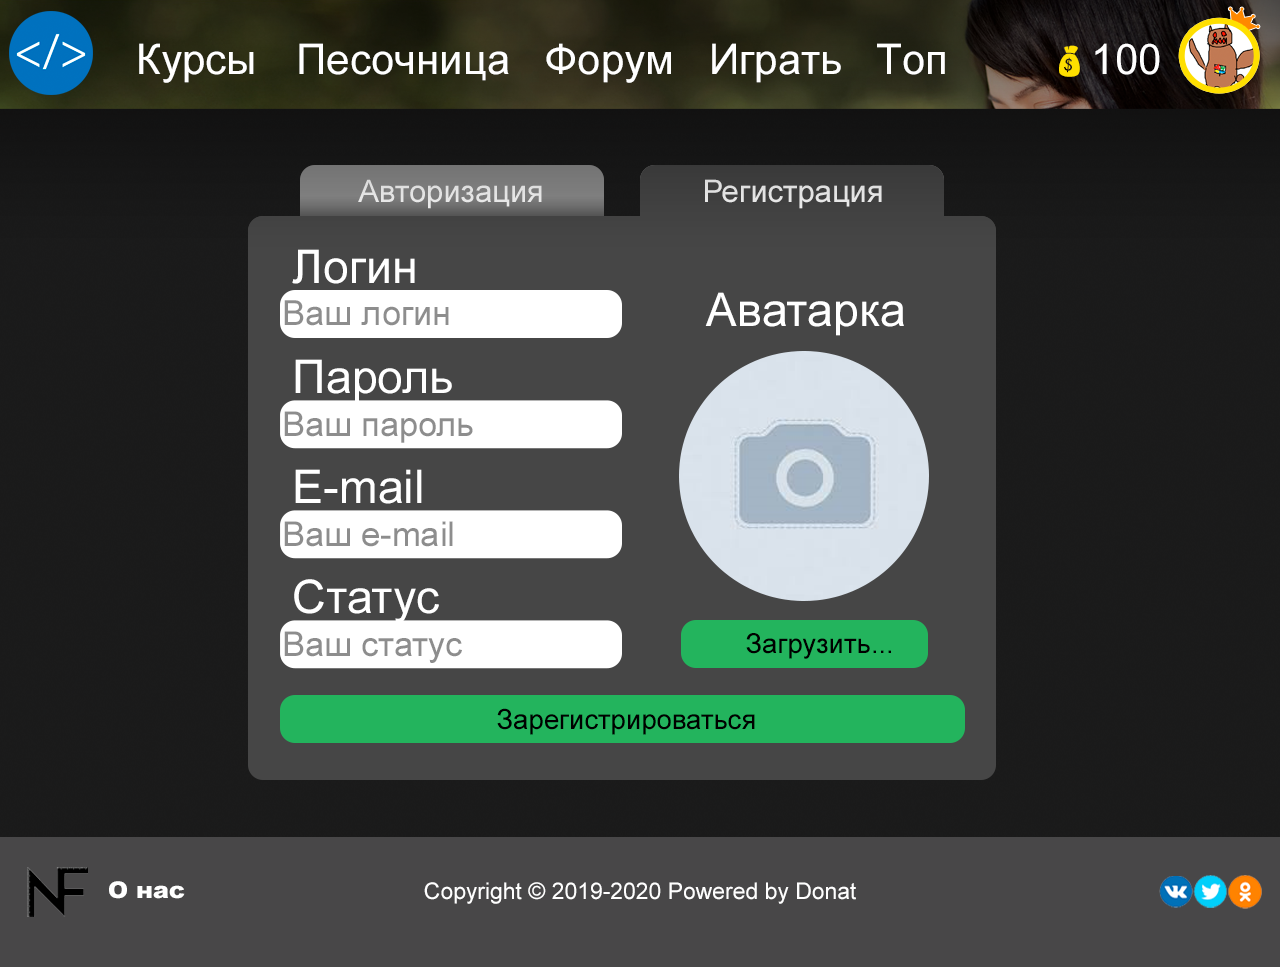 </>
Курсы Песочница Форум Играть Топ 100
Авторизация Регистрация
Логин
Ваш логин
Аватарка
Пароль
Ваш пароль
E-mail
Ваш e-mail
Статус
Ваш статус
Загрузить...
Зарегистрироваться
NF О нас Copyright © 2019-2020 Powered by Donat